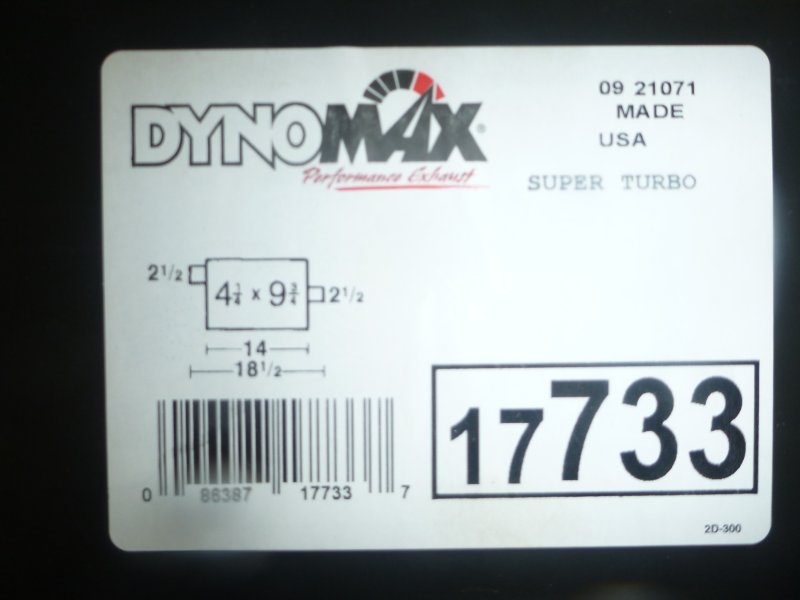 DYNOMAX®
Performance Exhaust
09 21071
MADE
USA
SUPER TURBO
2 1/2
4 1/4 x 9 3/4
2 1/2
14
18 1/2
17733
0 86387 17733 7
2D-300